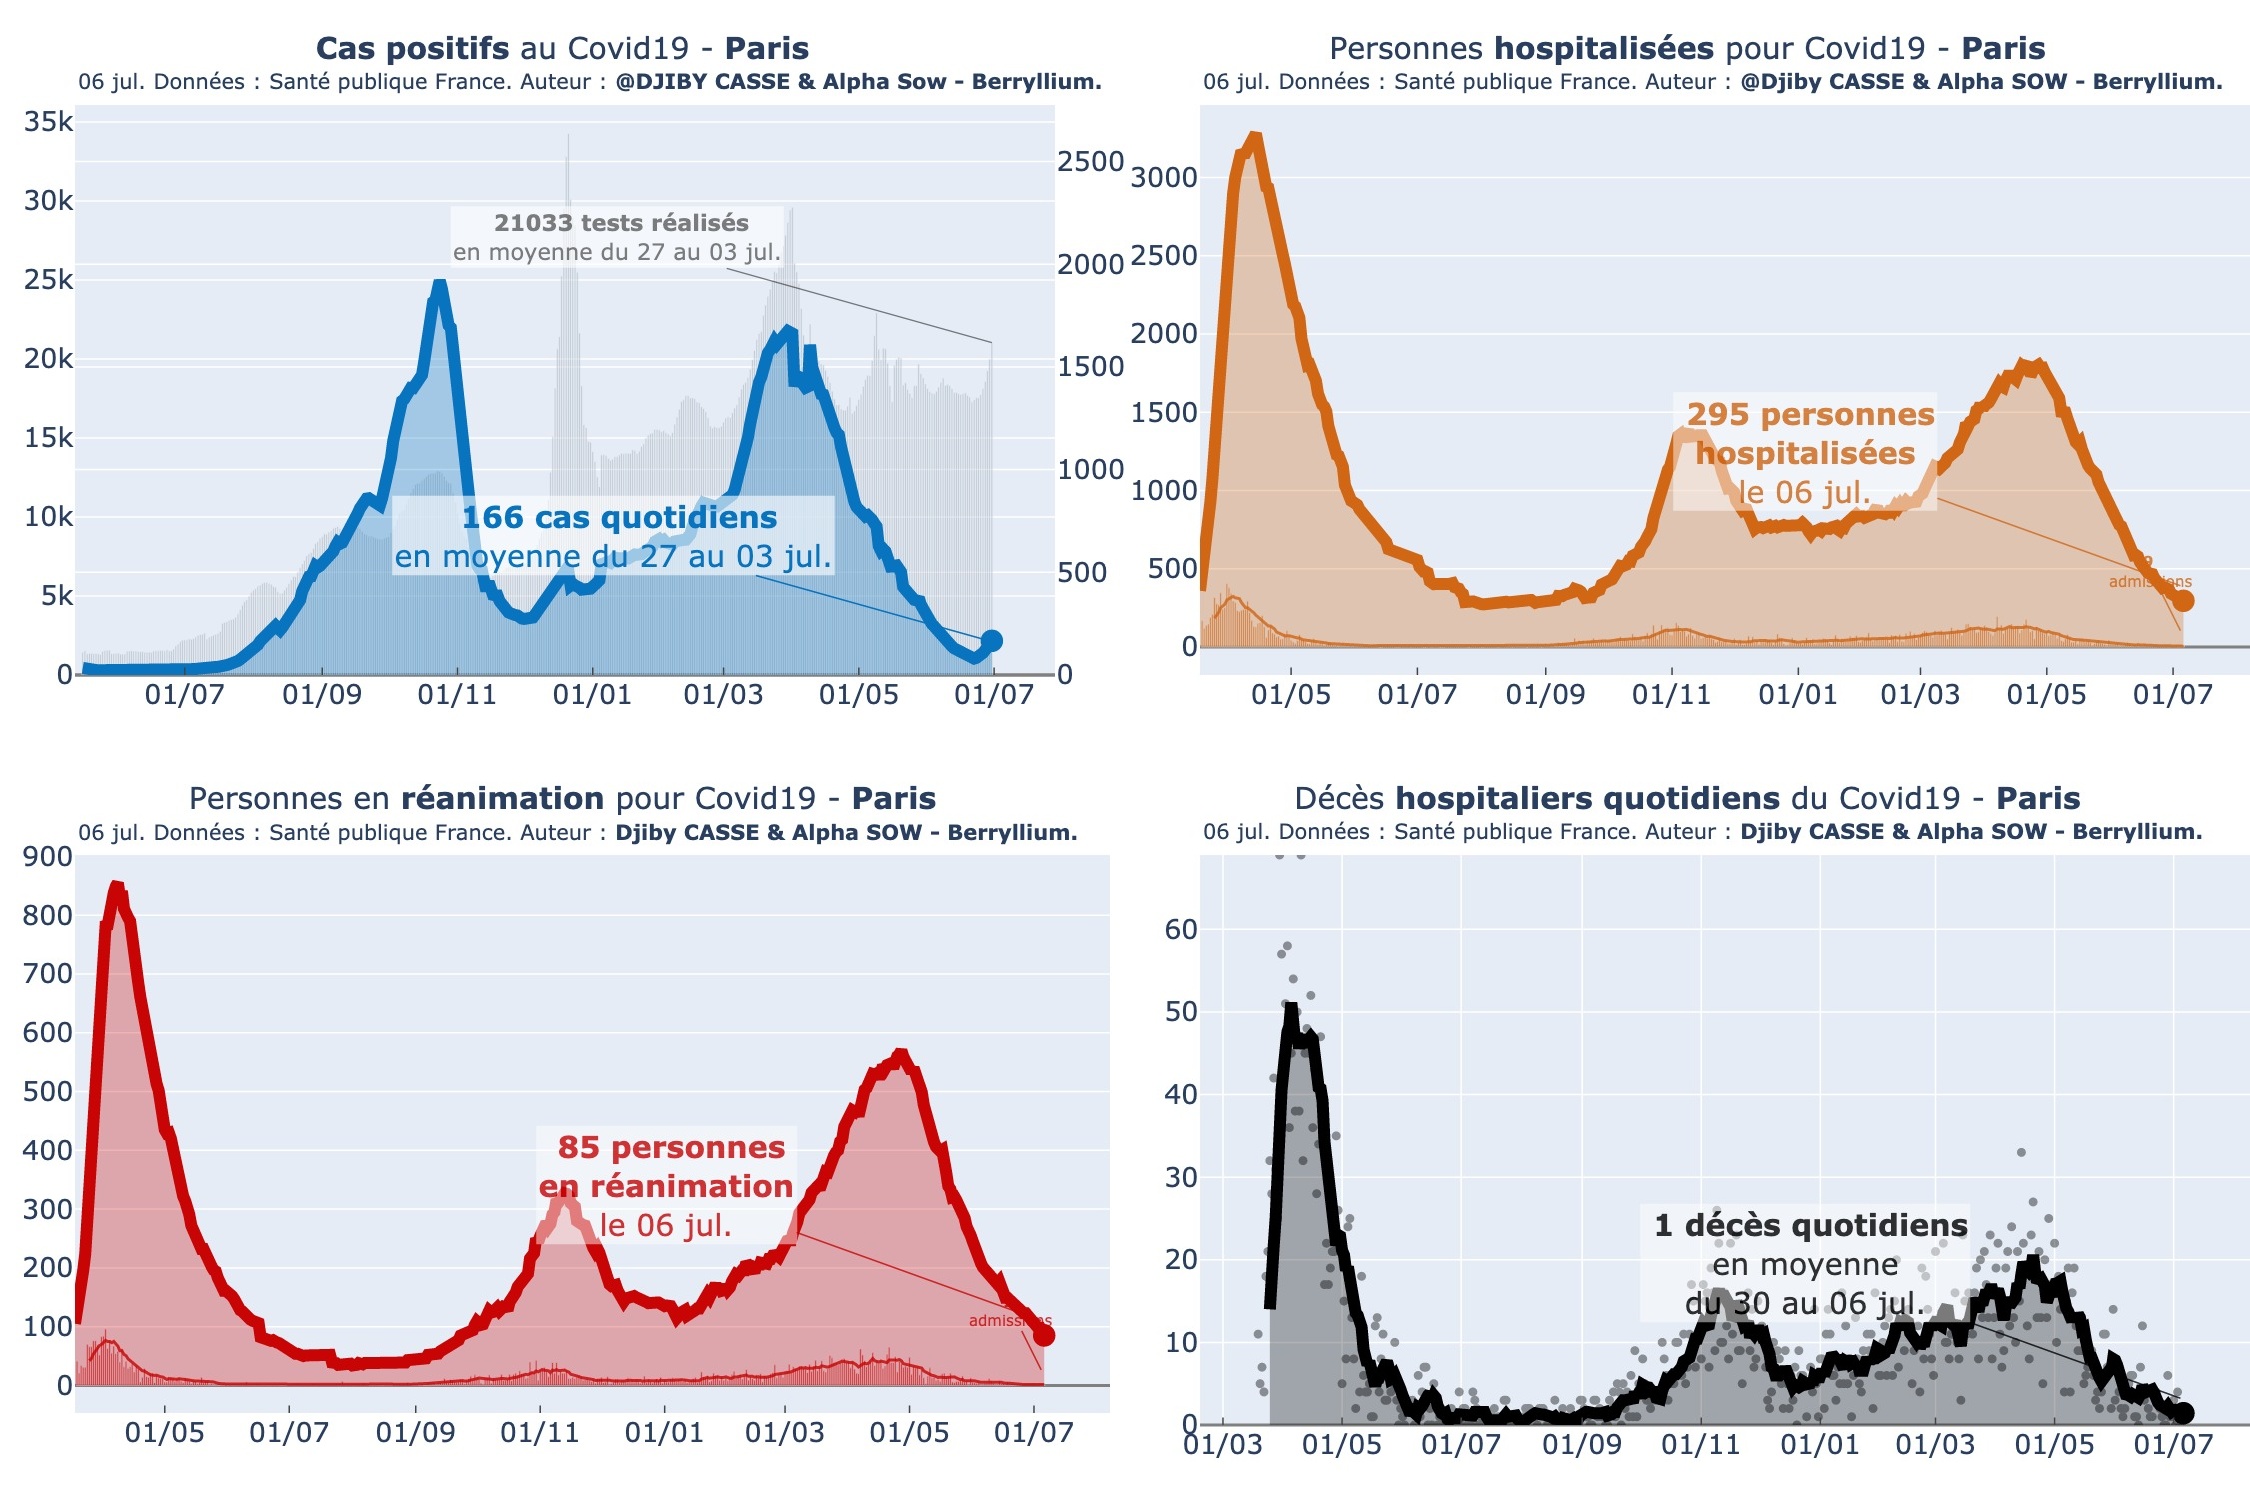 Cas positifs au Covid19 - Paris
06 jul. Données : Santé publique France. Auteur : @DJIBY CASSE & Alpha Sow - Berryllium.
35k
30k
25k
20k
15k
10k
5k
0
2500
2000
1500
1000
500
0
21033 tests réalisés
en moyenne du 27 au 03 jul.
166 cas quotidiens
en moyenne du 27 au 03 jul.
01/07 01/09 01/11 01/01 01/03 01/05 01/07
Personnes hospitalisées pour Covid19 - Paris
06 jul. Données : Santé publique France. Auteur : @Djiby CASSE & Alpha SOW - Berryllium.
3000
2500
2000
1500
1000
500
0
295 personnes
hospitalisées
le 06 jul.
admissions
01/05 01/07 01/09 01/11 01/01 01/03 01/05 01/07
Personnes en réanimation pour Covid19 - Paris
06 jul. Données : Santé publique France. Auteur : Djiby CASSE & Alpha SOW - Berryllium.
900
800
700
600
500
400
300
200
100
0
85 personnes
en réanimation
le 06 jul.
admissions
01/05 01/07 01/09 01/11 01/01 01/03 01/05 01/07
Décès hospitaliers quotidiens du Covid19 - Paris
06 jul. Données : Santé publique France. Auteur : Djiby CASSE & Alpha SOW - Berryllium.
60
50
40
30
20
10
0
1 décès quotidiens
en moyenne
du 30 au 06 jul.
01/03 01/05 01/07 01/09 01/11 01/01 01/03 01/05 01/07